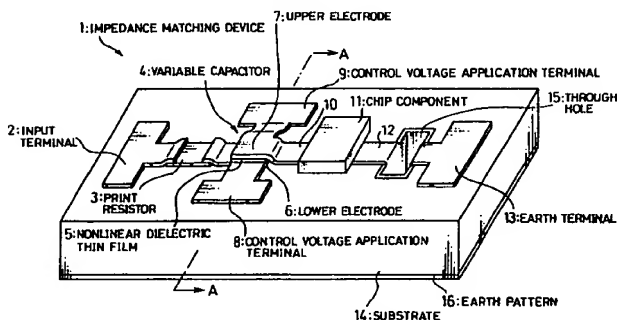 7:UPPER ELECTRODE
1:IMPEDANCE MATCHING DEVICE
A
4:VARIABLE CAPACITOR
9:CONTROL VOLTAGE APPLICATION TERMINAL
10
11:CHIP COMPONENT
15:THROUGH HOLE
12
2:INPUT TERMINAL
3:PRINT RESISTOR
6:LOWER ELECTRODE
13:EARTH TERMINAL
5:NONLINEAR DIELECTRIC THIN FILM
8:CONTROL VOLTAGE APPLICATION TERMINAL
A
16:EARTH PATTERN
14:SUBSTRATE